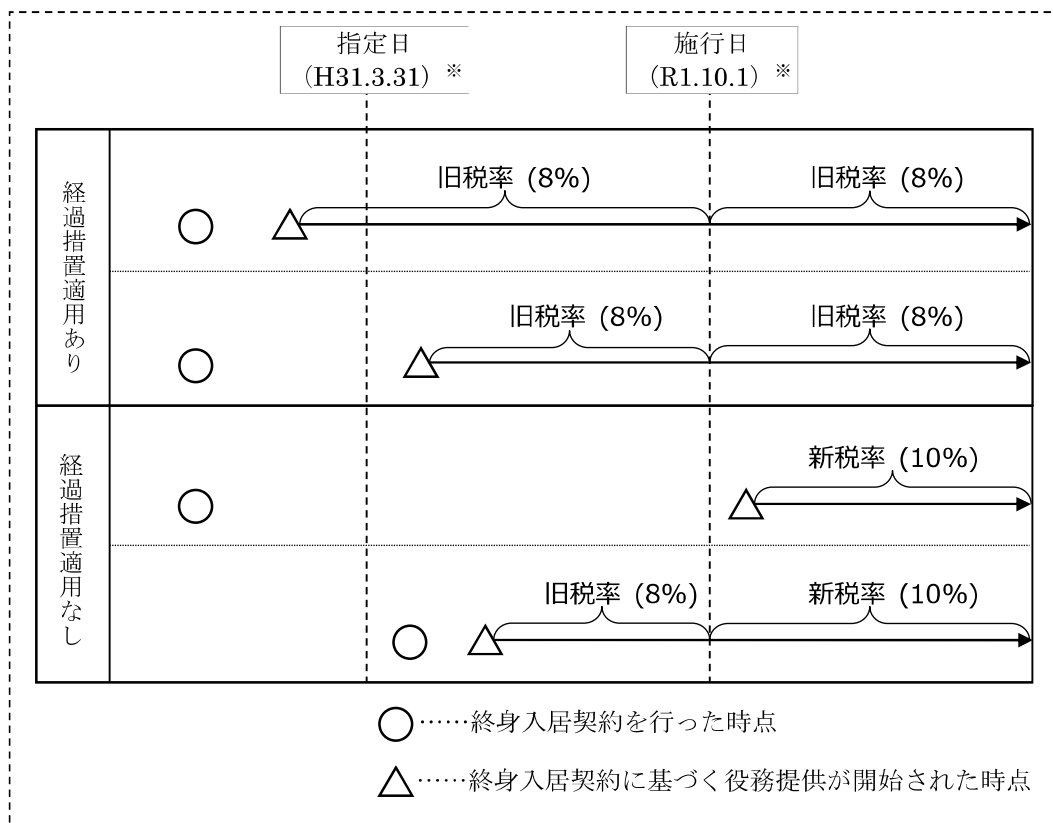 指定日
（H31.3.31）※
施行日
（R1.10.1）※
経過措置適用あり
旧税率 (8%)
旧税率 (8%)
旧税率 (8%)
旧税率 (8%)
経過措置適用なし
新税率 (10%)
旧税率 (8%)
新税率 (10%)
……終身入居契約を行った時点
……終身入居契約に基づく役務提供が開始された時点